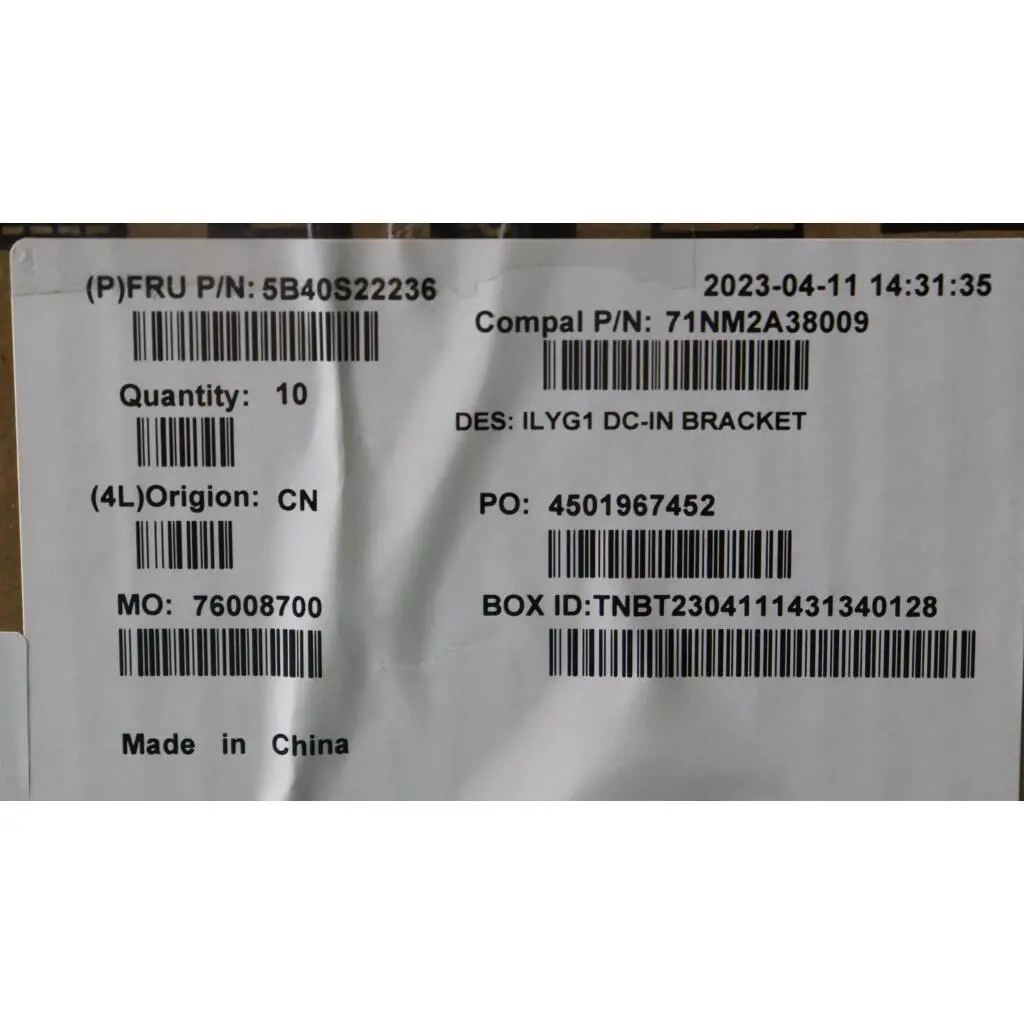 (P)FRU P/N: 5B40S22236
2023-04-11 14:31:35
Compal P/N: 71NM2A38009
Quantity: 10
DES: ILYG1 DC-IN BRACKET
(4L)Origion: CN
PO: 4501967452
MO: 76008700
BOX ID:TNBT2304111431340128
Made in China